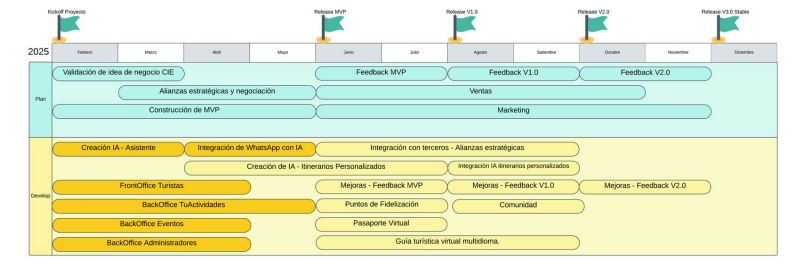 Kickoff Proyecto
Release MVP
Release V1.0
Release V2.0
Release V3.0 Stable
2025
Febrero
Marzo
Abril
Mayo
Junio
Julio
Agosto
Setiembre
Octubre
Noviembre
Diciembre
Plan
Validación de idea de negocio CIE
Feedback MVP
Feedback V1.0
Feedback V2.0
Alianzas estratégicas y negociación
Ventas
Construcción de MVP
Marketing
Develop
Creación IA - Asistente
Integración de WhatsApp con IA
Integración con terceros - Alianzas estratégicas
Creación de IA - Itinerarios Personalizados
Integración IA itinerarios personalizados
FrontOffice Turistas
Mejoras - Feedback MVP
Mejoras - Feedback V1.0
Mejoras - Feedback V2.0
BackOffice TuActividades
Puntos de Fidelización
Comunidad
BackOffice Eventos
Pasaporte Virtual
BackOffice Administradores
Guía turística virtual multidioma.